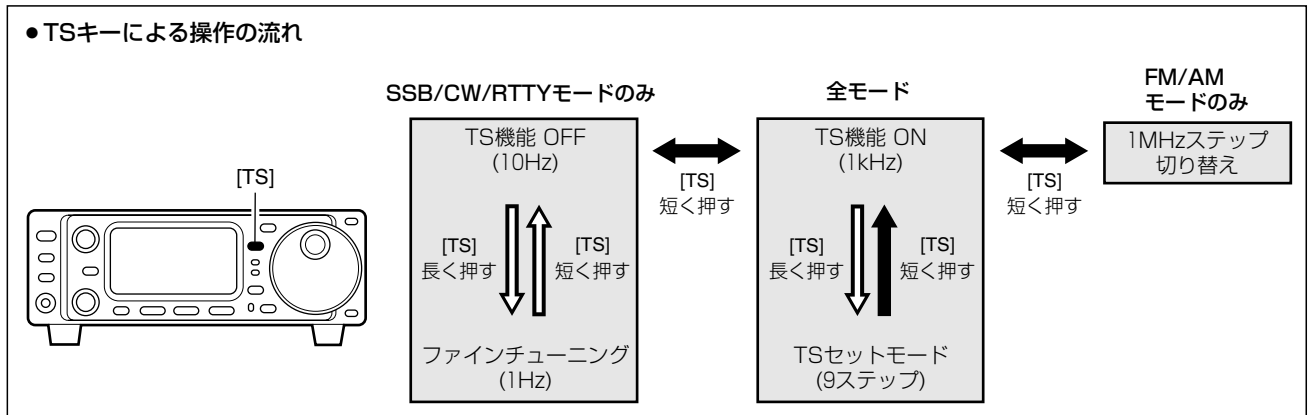 ● TSキーによる操作の流れ
SSB/CW/RTTYモードのみ
全モード
FM/AM
モードのみ
[TS]
TS機能 OFF
(10Hz)
[TS]
長く押す
[TS]
短く押す
ファインチューニング
(1Hz)
[TS]
短く押す
TS機能 ON
(1kHz)
[TS]
長く押す
[TS]
短く押す
TSセットモード
(9ステップ)
[TS]
短く押す
1MHzステップ
切り替え